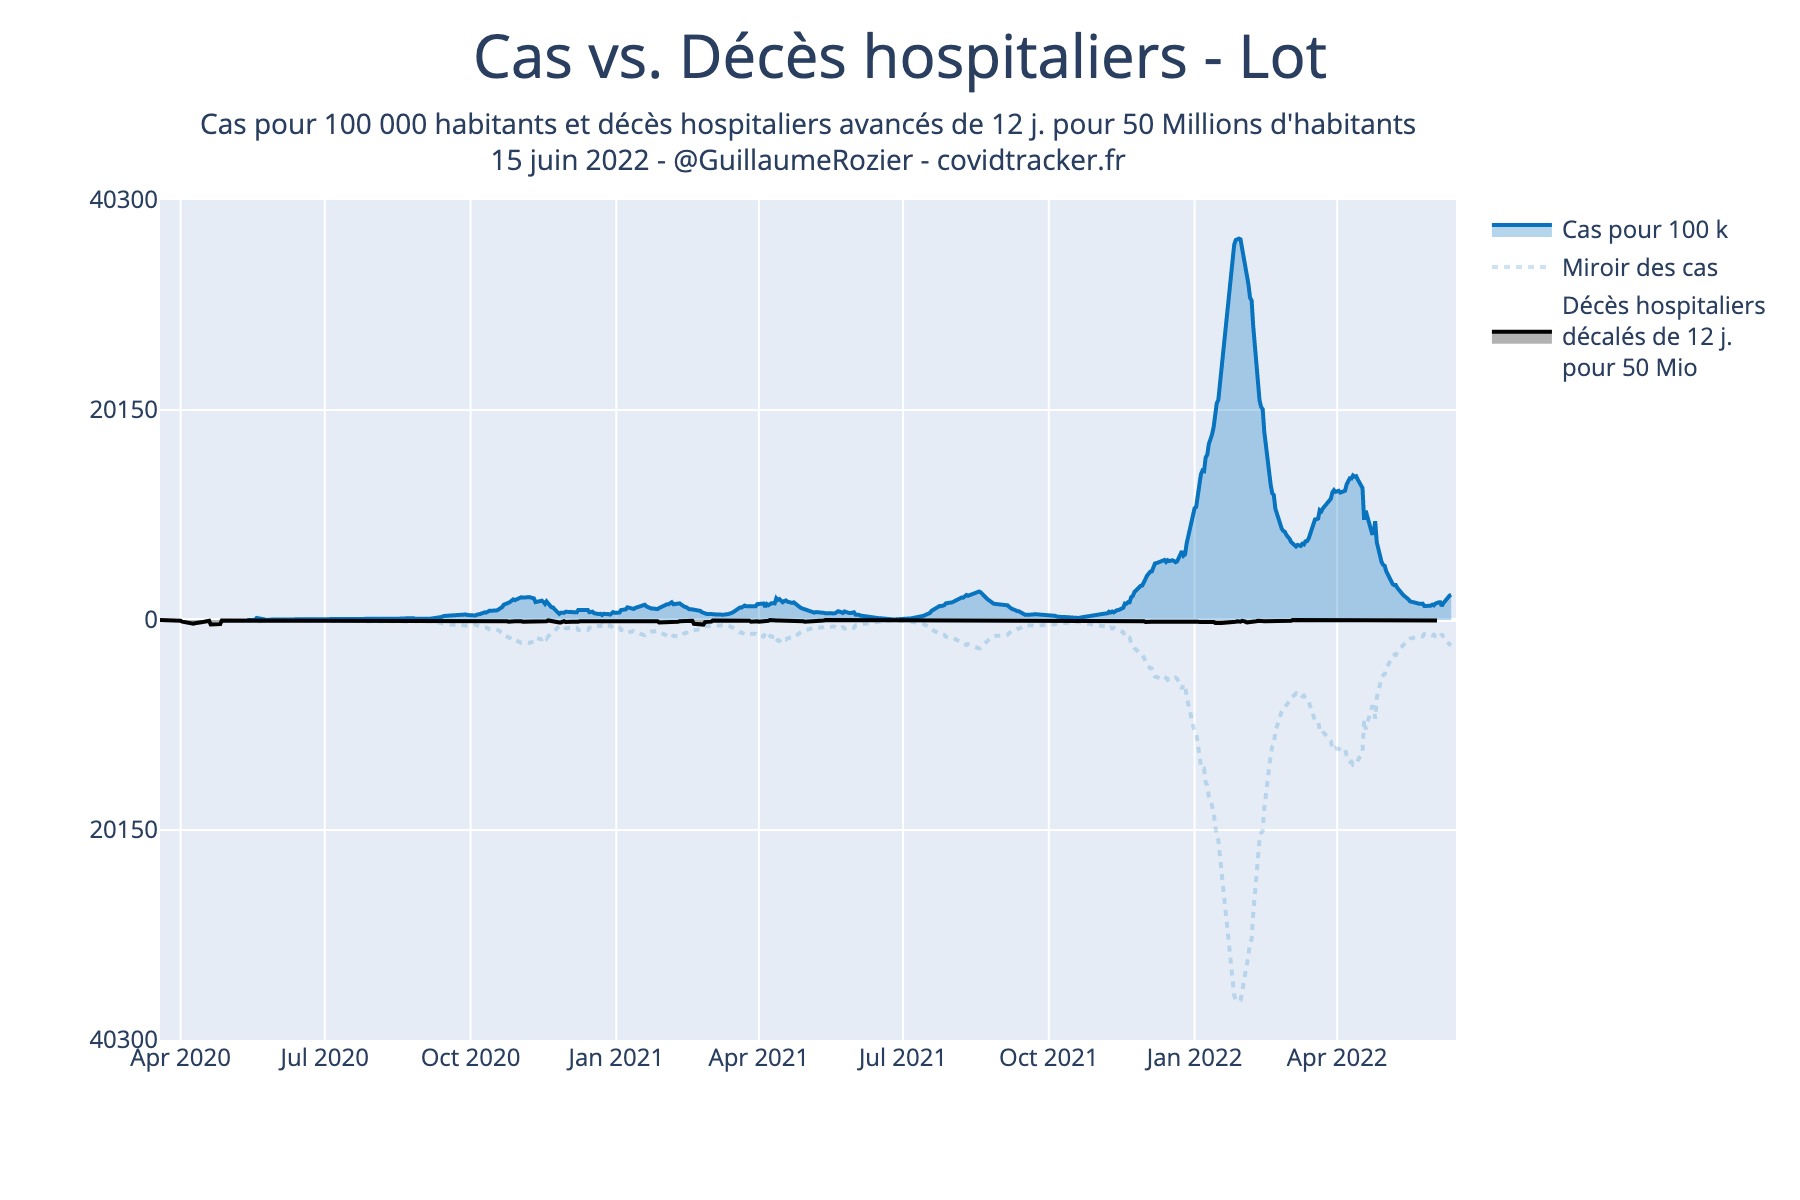 Cas vs. Décès hospitaliers - Lot
Cas pour 100 000 habitants et décès hospitaliers avancés de 12 j. pour 50 Millions d'habitants
15 juin 2022 - @GuillaumeRozier - covidtracker.fr
40300
20150
0
20150
40300
Apr 2020
Jul 2020
Oct 2020
Jan 2021
Apr 2021
Jul 2021
Oct 2021
Jan 2022
Apr 2022
Cas pour 100 k
Miroir des cas
Décès hospitaliers
décalés de 12 j.
pour 50 Mio